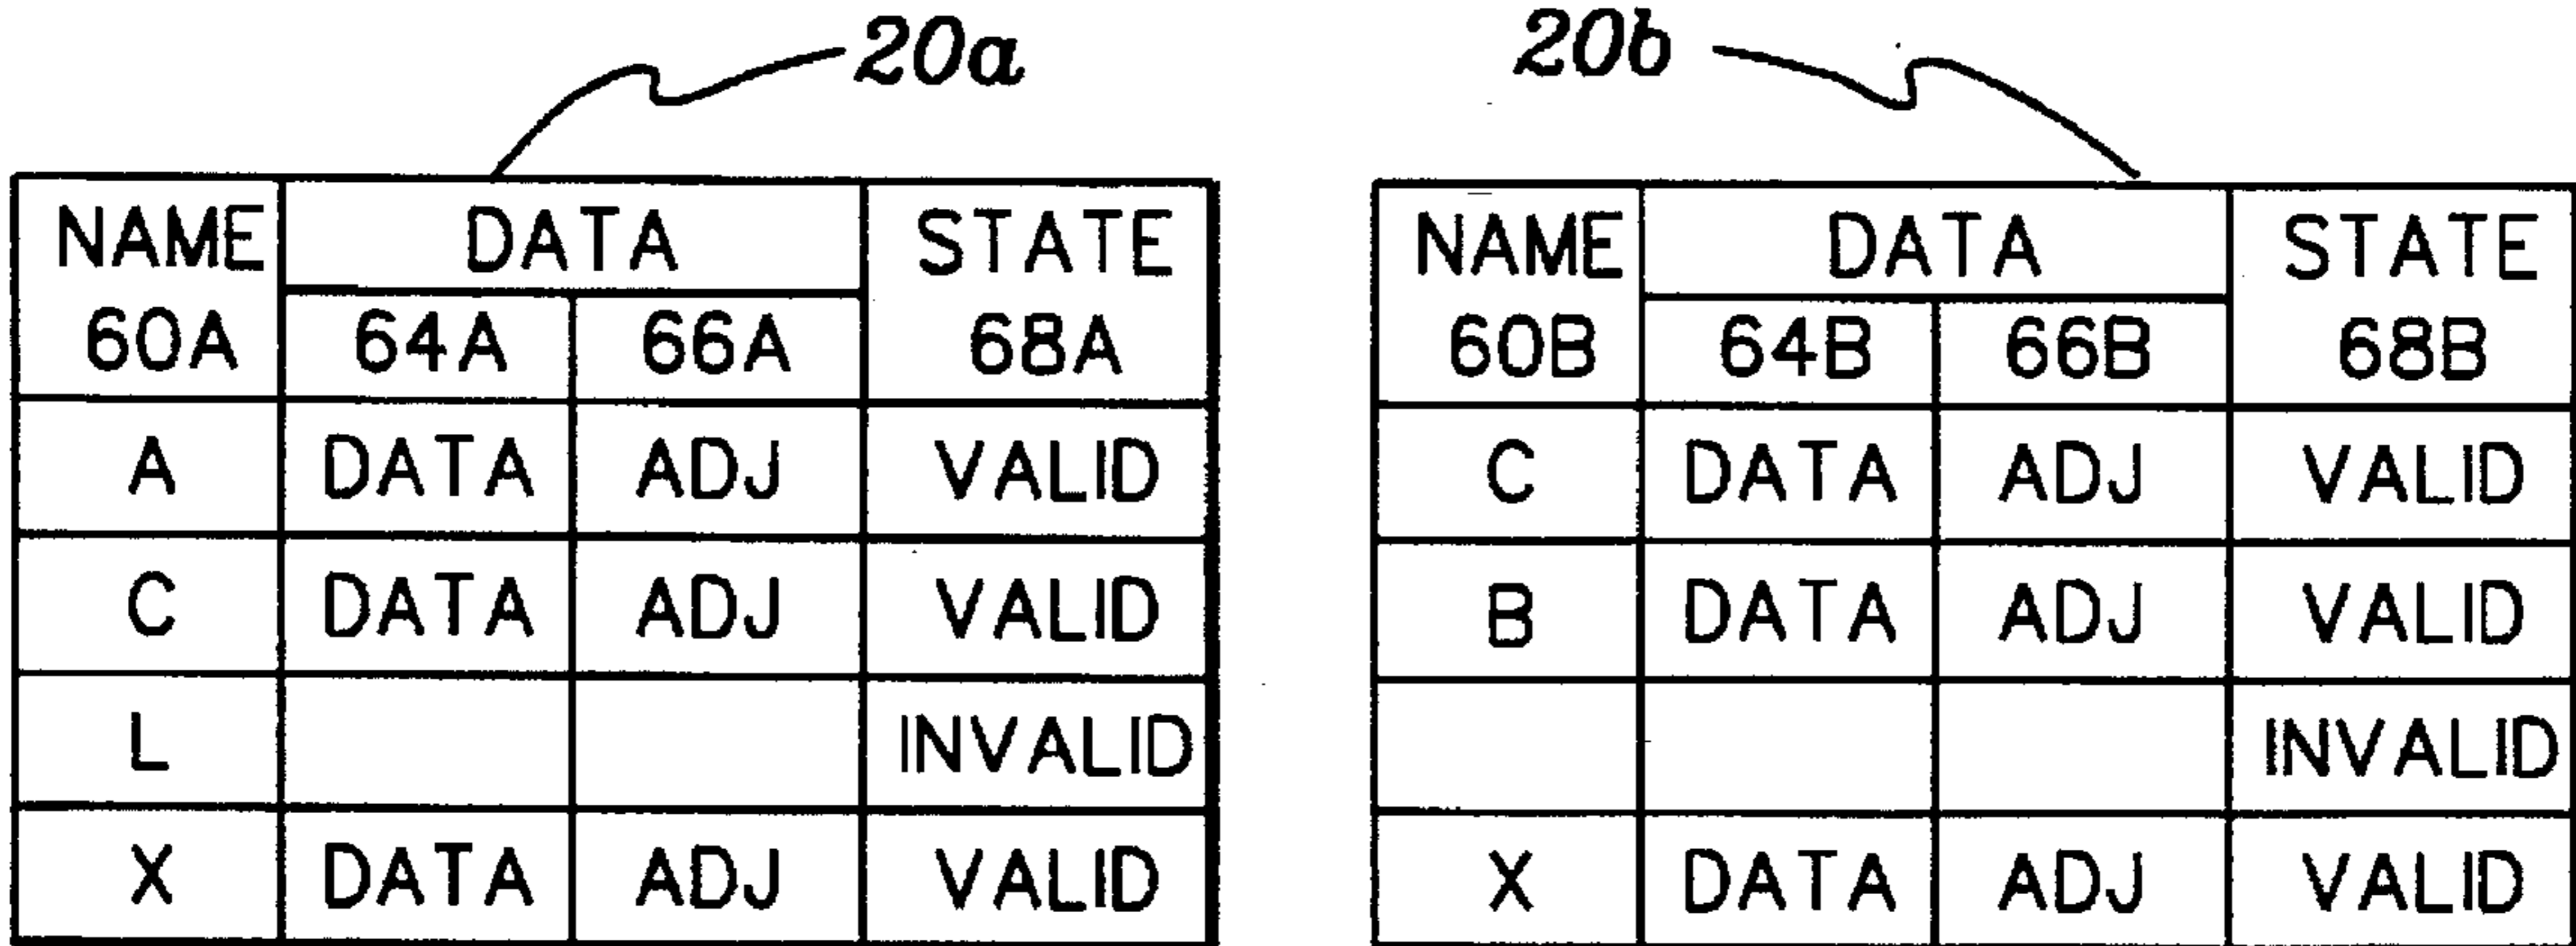 20a 20b
NAME DATA STATE NAME DATA STATE
60A 64A 66A 68A 60B 64B 66B 68B
A DATA ADJ VALID C DATA ADJ VALID
C DATA ADJ VALID B DATA ADJ VALID
L INVALID INVALID
X DATA ADJ VALID X DATA ADJ VALID